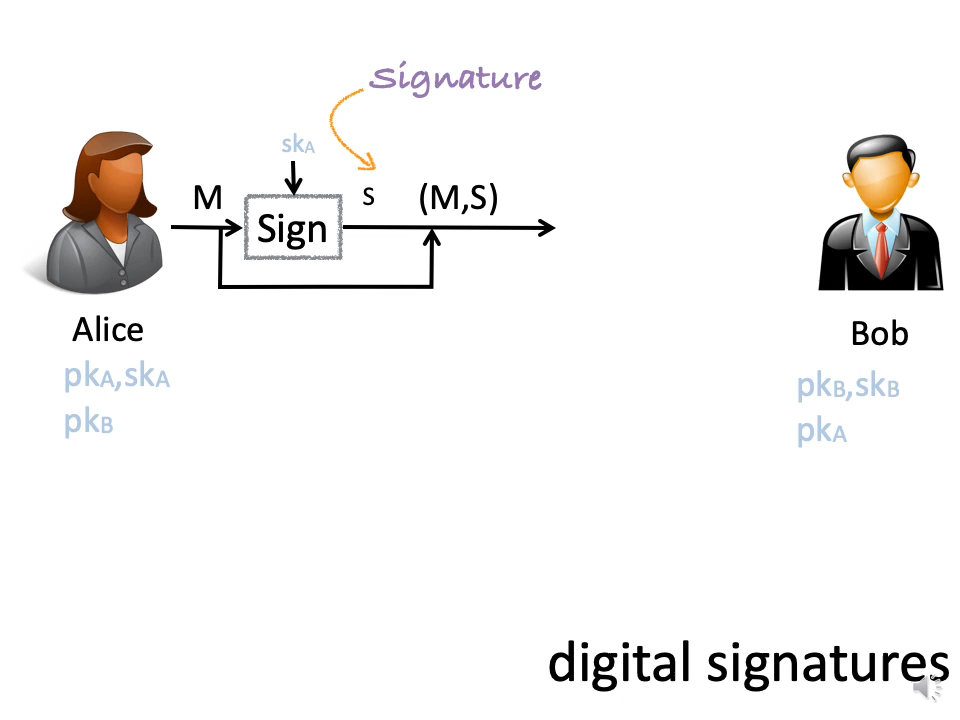 Signature
skA
M
s
(M,S)
Sign
Alice
Bob
pkA,skA
pkB
pkB,skB
pkA
digital signatures